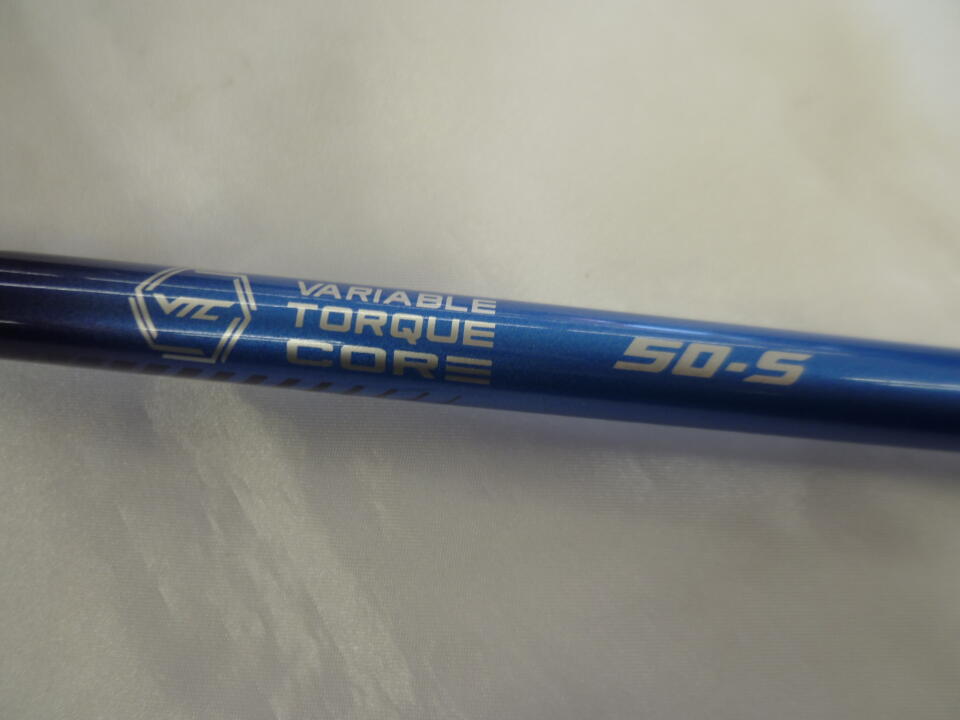 VTC
VARIABLE
TORQUE
CORE
50-S